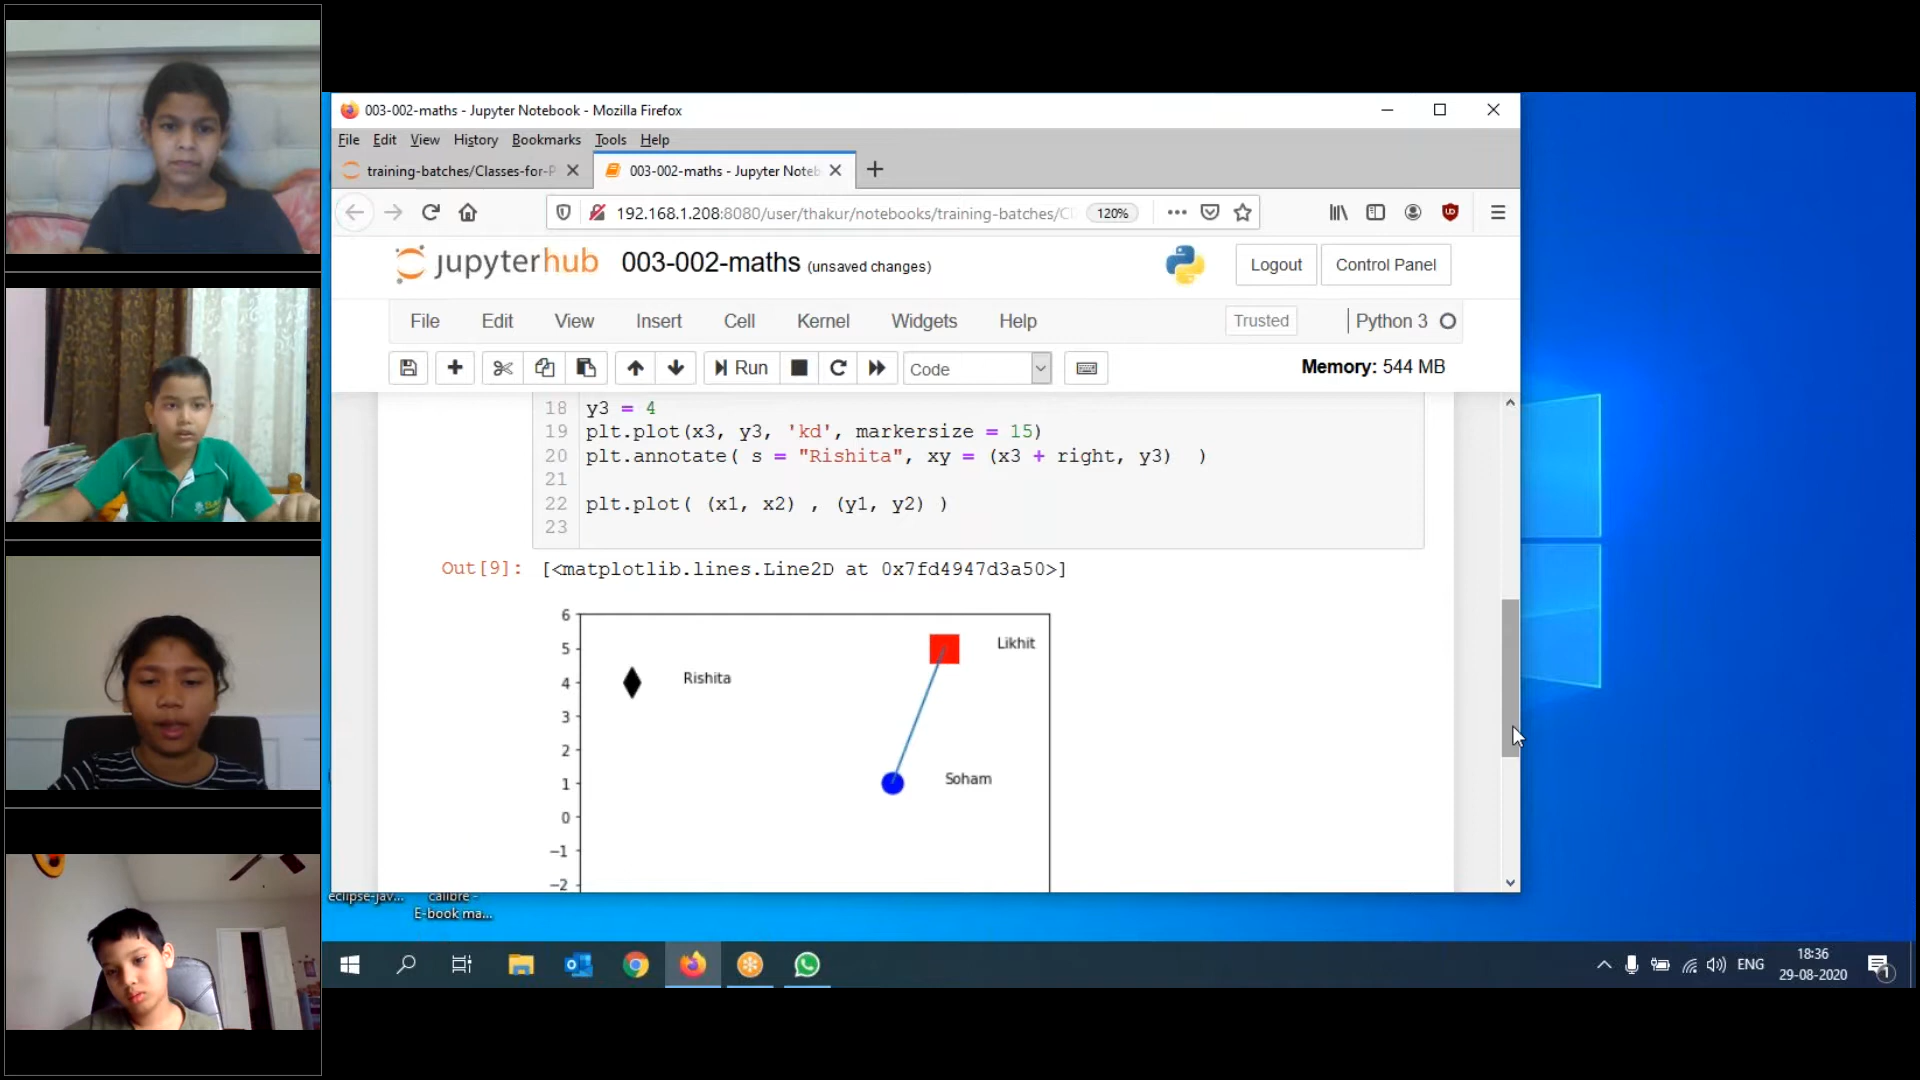 003-002-maths - Jupyter Notebook - Mozilla Firefox
File Edit View History Bookmarks Tools Help
training-batches/Classes-for-P
003-002-maths - Jupyter Noteb
192.168.1.208:8080/user/thakur/notebooks/training-batches/Cl
120%
jupyterhub 003-002-maths (unsaved changes)
Logout Control Panel
File Edit View Insert Cell Kernel Widgets Help
Trusted Python 3
Run Code Memory: 544 MB
18 y3 = 4
19 plt.plot(x3, y3, 'kd', markersize = 15)
20 plt.annotate( s = "Rishita", xy = (x3 + right, y3) )
21
22 plt.plot( (x1, x2) , (y1, y2) )
23
Out[9]: [<matplotlib.lines.Line2D at 0x7fd4947d3a50>]
6
5 Likhit
4 Rishita
3
2
1 Soham
0
−1
−2
eclipse-jav... calibre -
E-book ma...
ENG
18:36
29-08-2020
1